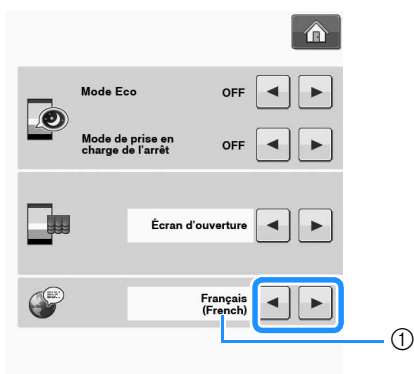 Mode Eco OFF
Mode de prise en
charge de l'arrêt OFF
Écran d'ouverture
Français
(French)
①